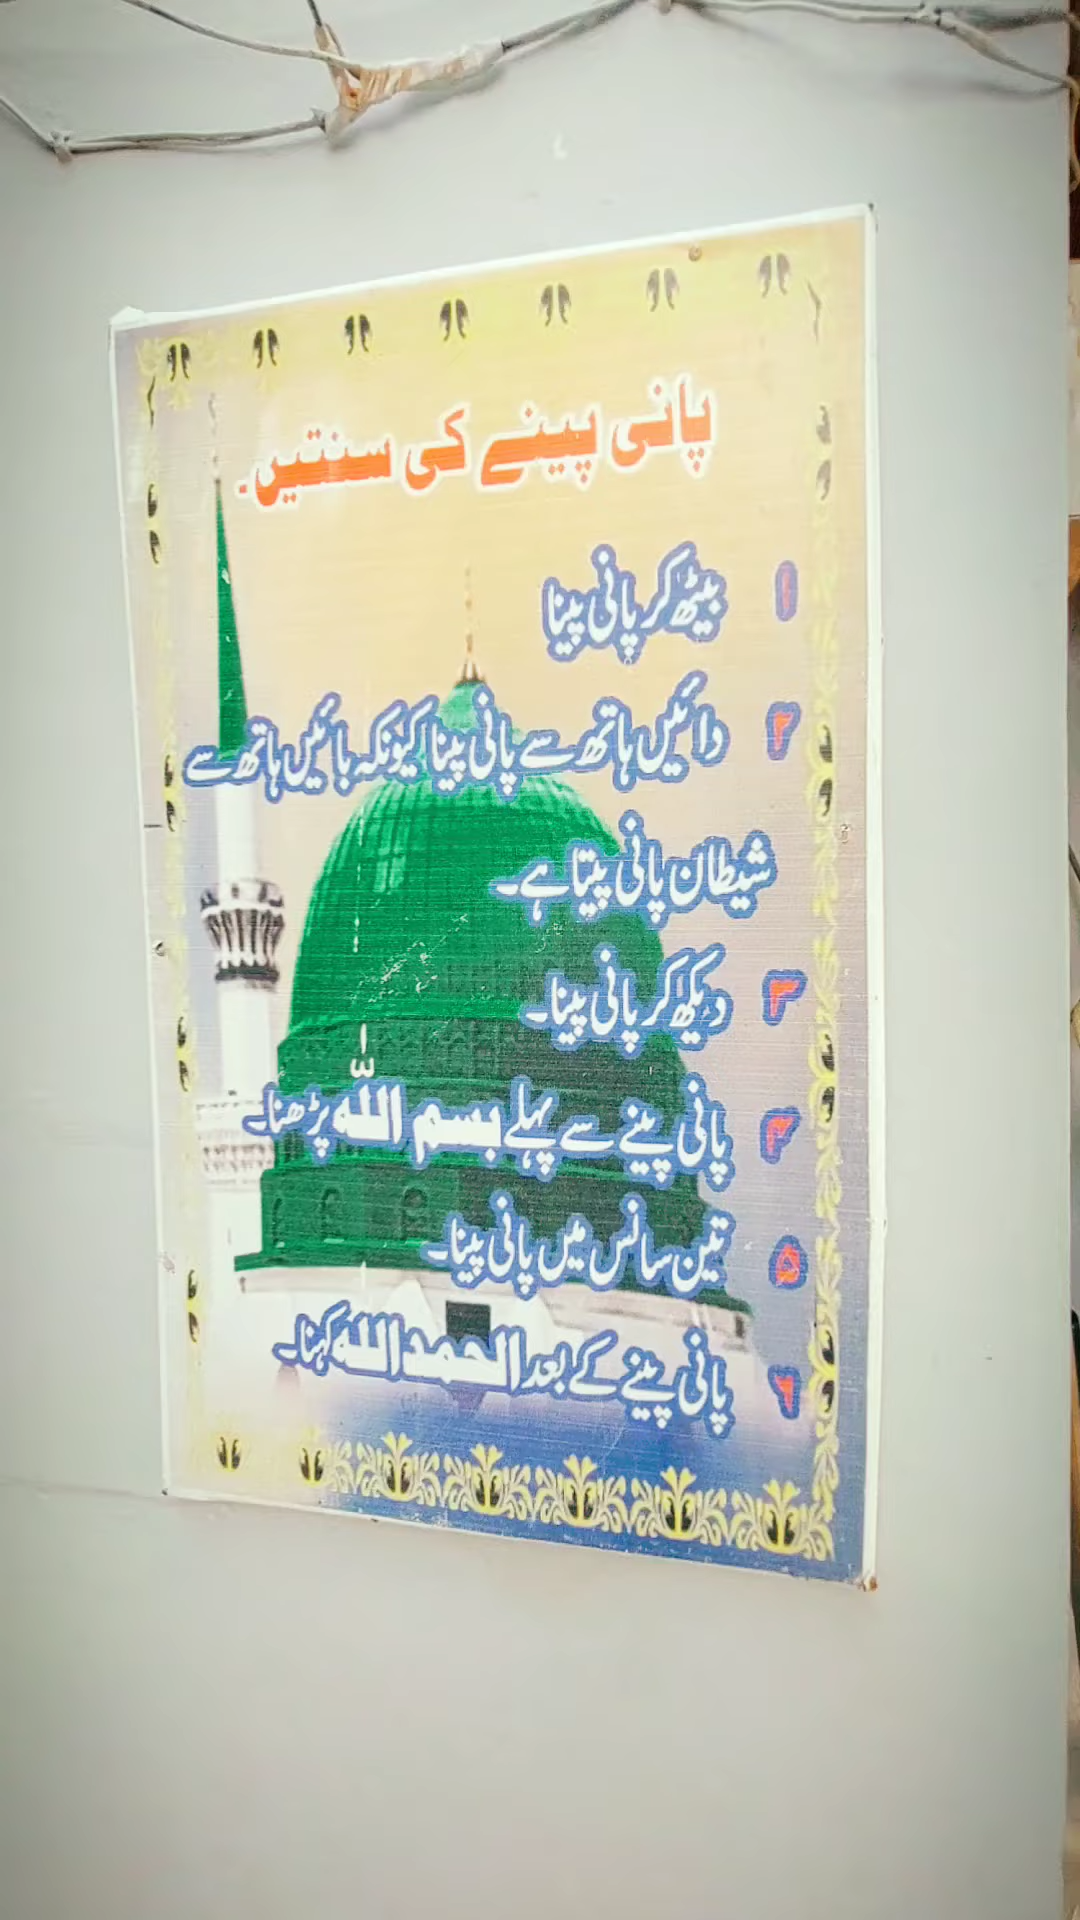 پانی پینے کی سنتیں۔
۱ بیٹھ کر پانی پینا
۲ دائیں ہاتھ سے پانی پینا کیونکہ بائیں ہاتھ سے
شیطان پانی پیتا ہے۔
۳ دیکھ کر پانی پینا۔
۴ پانی پینے سے پہلے بسم اللہ پڑھنا۔
۵ تین سانس میں پانی پینا۔
۶ پانی پینے کے بعد الحمداللہ کہنا۔